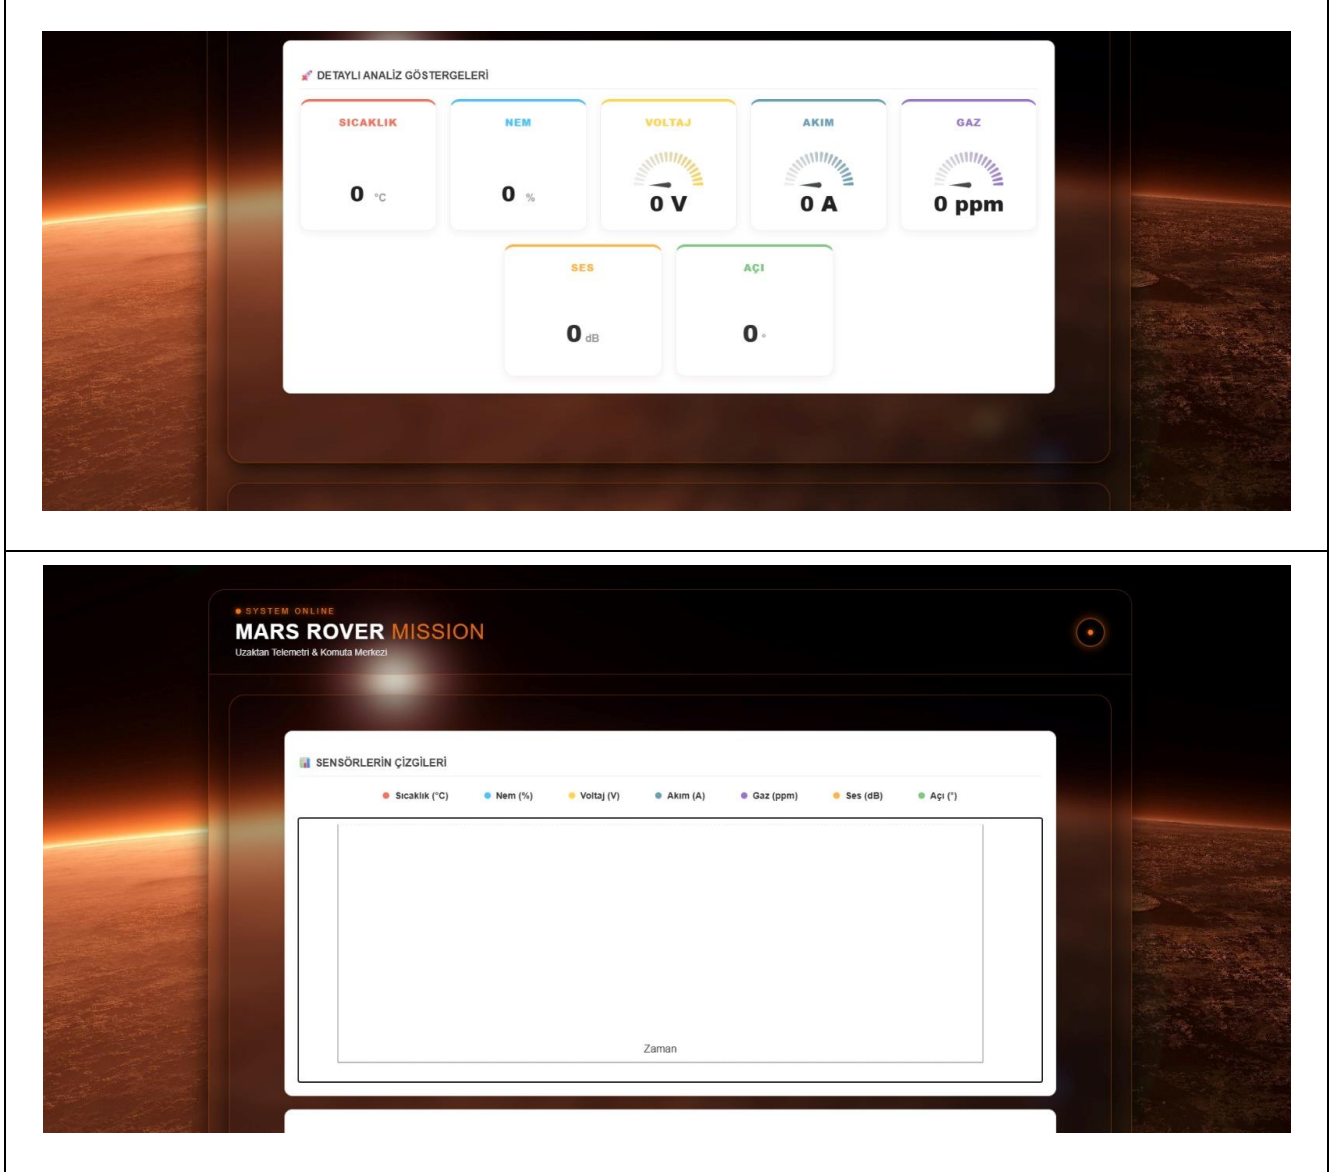 DETAYLI ANALİZ GÖSTERGELERİ
SICAKLIK NEM VOLTAJ AKIM GAZ
0 °C 0 % 0 V 0 A 0 ppm
SES AÇI
0 dB 0 °
SYSTEM ONLINE
MARS ROVER MISSION
Uzaktan Telemetri & Komuta Merkezi
SENSÖRLERİN ÇİZGİLERİ
Sıcaklık (°C) Nem (%) Voltaj (V) Akım (A) Gaz (ppm) Ses (dB) Açı (°)
Zaman